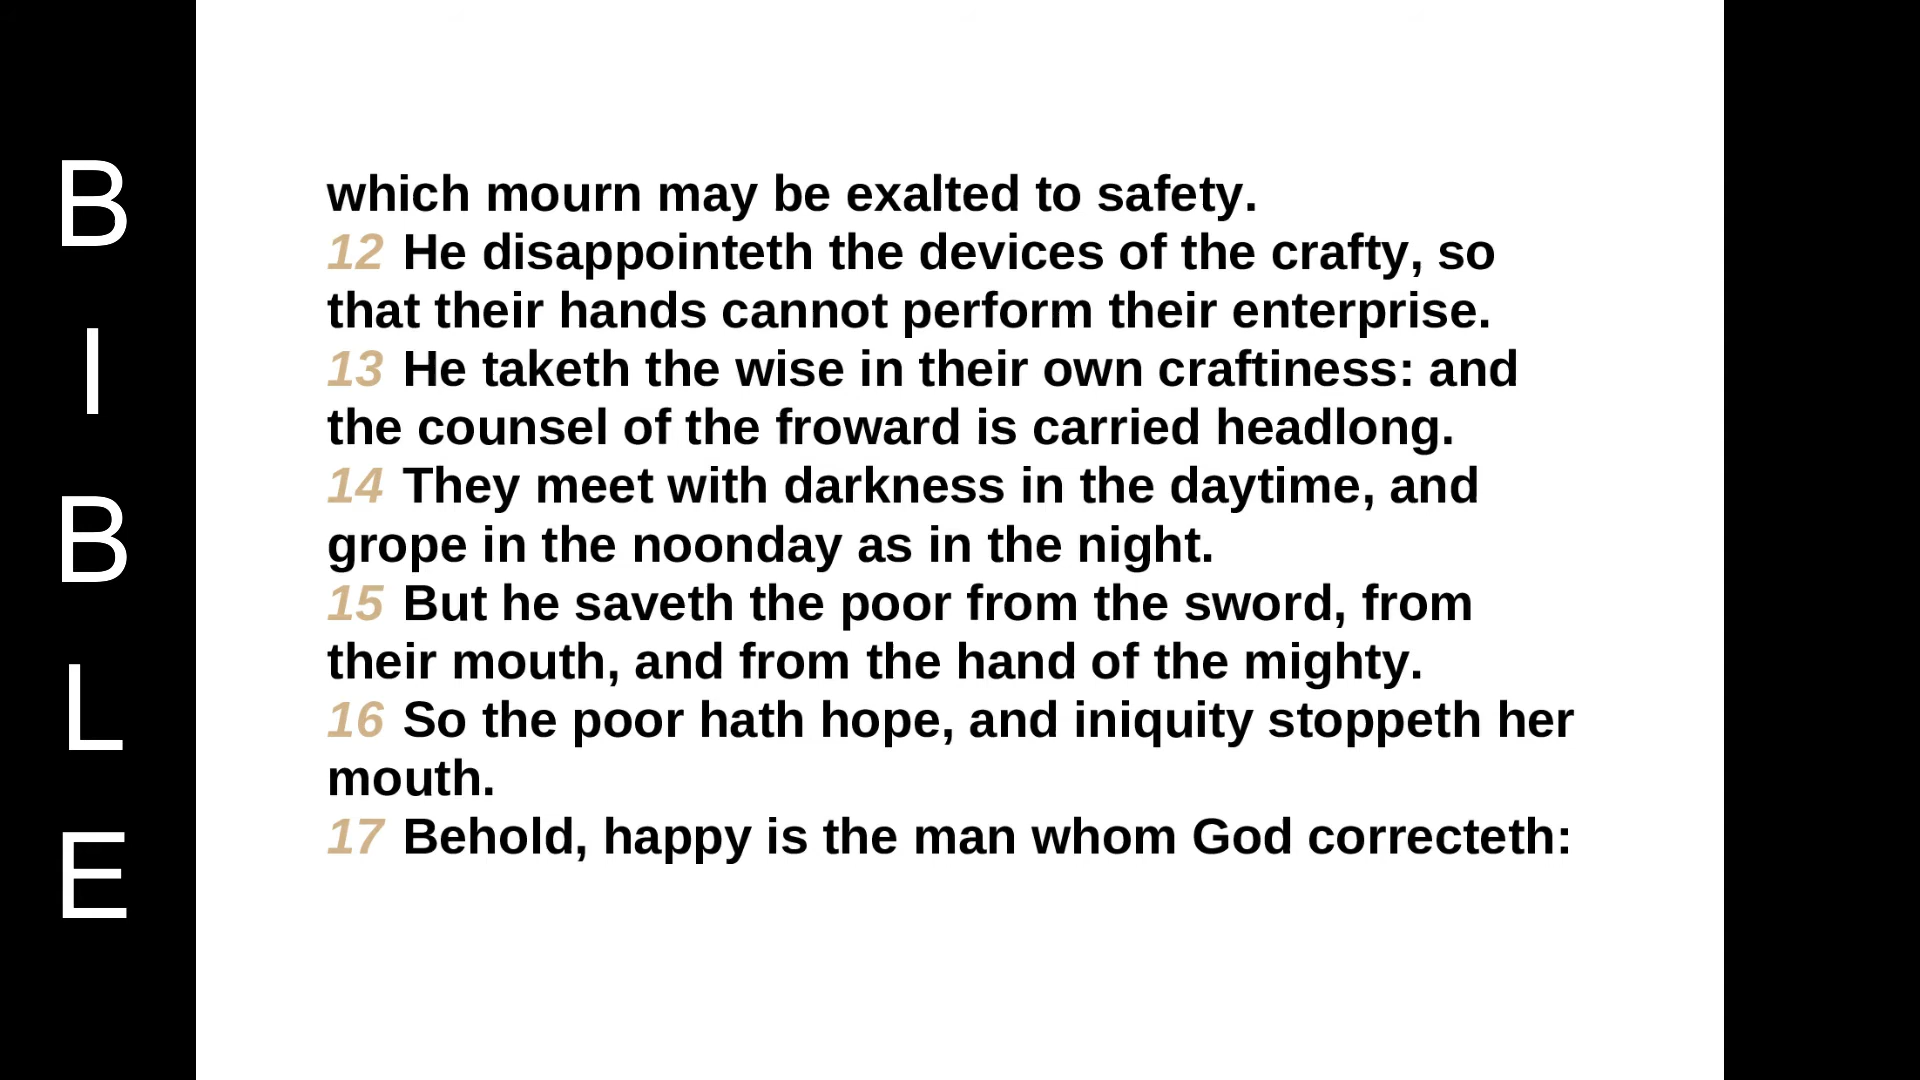 BIBLE
which mourn may be exalted to safety.
12 He disappointeth the devices of the crafty, so
that their hands cannot perform their enterprise.
13 He taketh the wise in their own craftiness: and
the counsel of the froward is carried headlong.
14 They meet with darkness in the daytime, and
grope in the noonday as in the night.
15 But he saveth the poor from the sword, from
their mouth, and from the hand of the mighty.
16 So the poor hath hope, and iniquity stoppeth her
mouth.
17 Behold, happy is the man whom God correcteth: